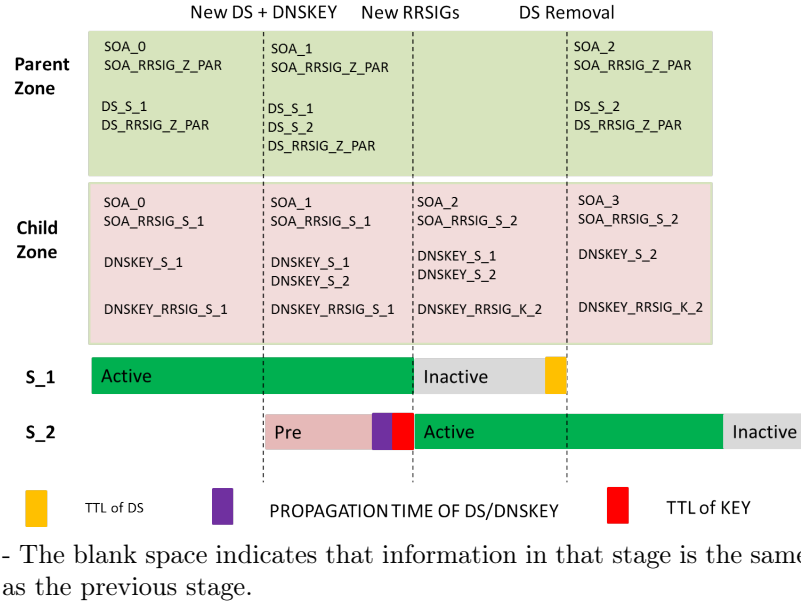 New DS + DNSKEY New RRSIGs DS Removal
Parent
Zone
SOA_0
SOA_RRSIG_Z_PAR
DS_S_1
DS_RRSIG_Z_PAR
SOA_1
SOA_RRSIG_Z_PAR
DS_S_1
DS_S_2
DS_RRSIG_Z_PAR
SOA_2
SOA_RRSIG_Z_PAR
DS_S_2
DS_RRSIG_Z_PAR
Child
Zone
SOA_0
SOA_RRSIG_S_1
DNSKEY_S_1
DNSKEY_RRSIG_S_1
SOA_1
SOA_RRSIG_S_1
DNSKEY_S_1
DNSKEY_S_2
DNSKEY_RRSIG_S_1
SOA_2
SOA_RRSIG_S_2
DNSKEY_S_1
DNSKEY_S_2
DNSKEY_RRSIG_K_2
SOA_3
SOA_RRSIG_S_2
DNSKEY_S_2
DNSKEY_RRSIG_K_2
S_1 Active Inactive
S_2 Pre Active Inactive
TTL of DS PROPAGATION TIME OF DS/DNSKEY TTL of KEY
- The blank space indicates that information in that stage is the same
as the previous stage.